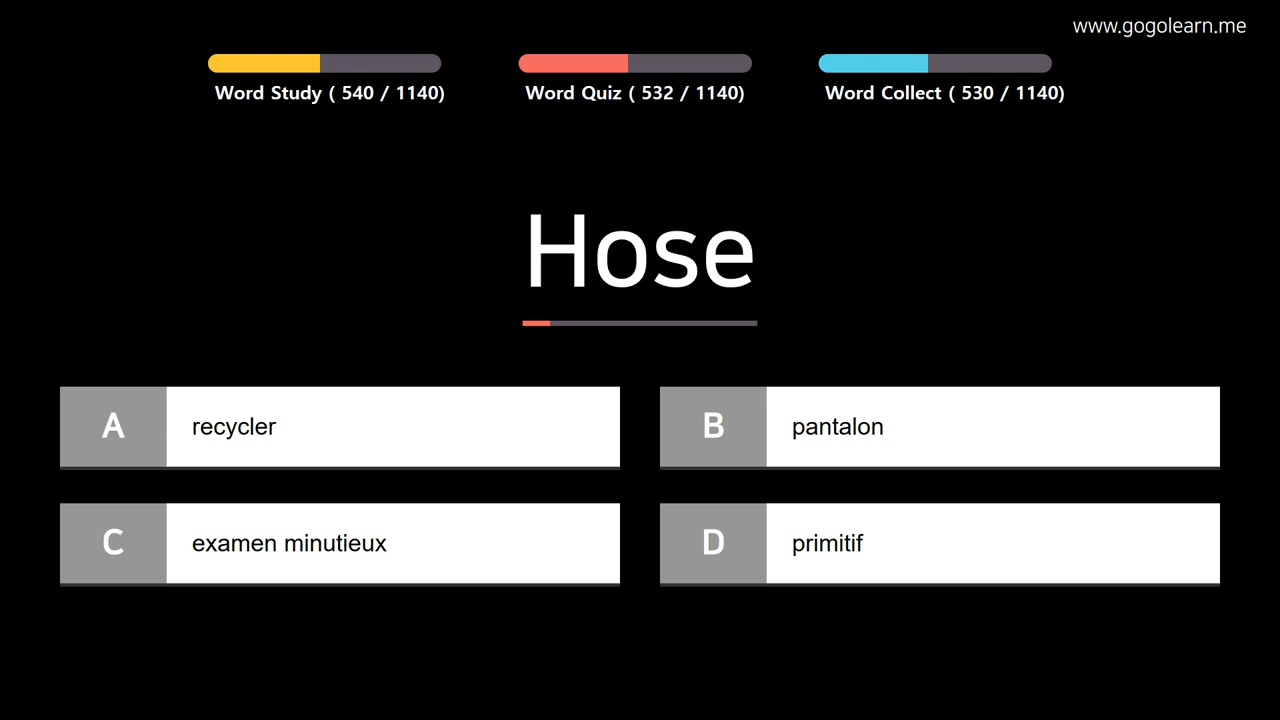 www.gogolearn.me
Word Study ( 540 / 1140)
Word Quiz ( 532 / 1140)
Word Collect ( 530 / 1140)
Hose
A
recycler
B
pantalon
C
examen minutieux
D
primitif